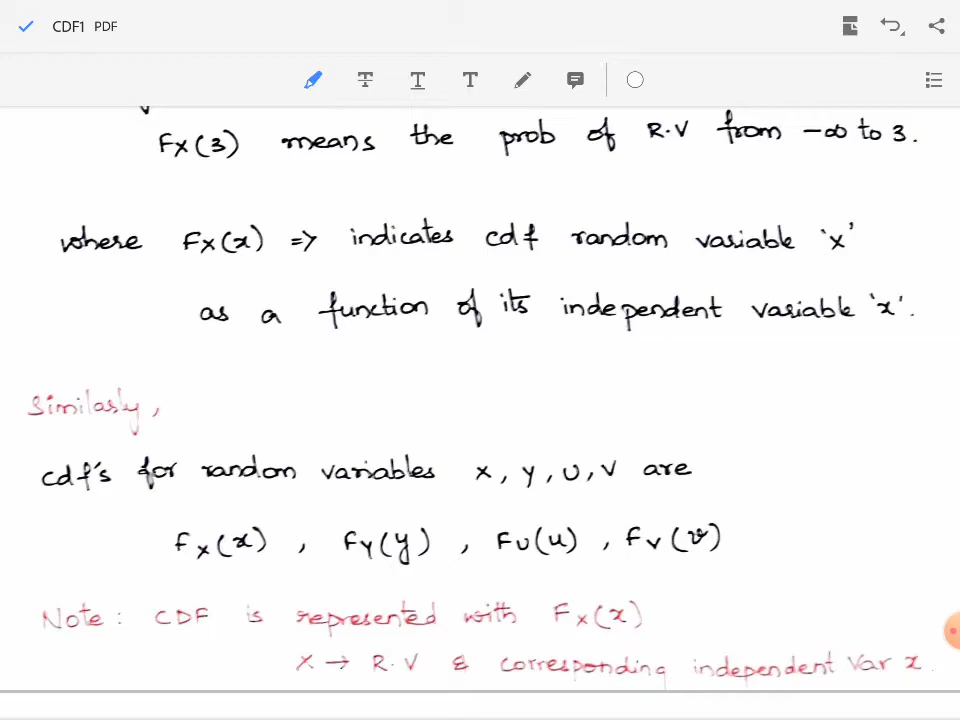 CDF1 PDF
Fx(3) means the prob of R.V from -∞ to 3.
where Fx(x) => indicates cdf random variable 'x'
as a function of its independent variable 'x'.
Similarly,
cdf's for random variables X, Y, U, V are
Fx(x) , Fy(y) , Fu(u) , Fv(v)
Note: CDF is represented with Fx(x)
X → R.V & corresponding independent Var x.